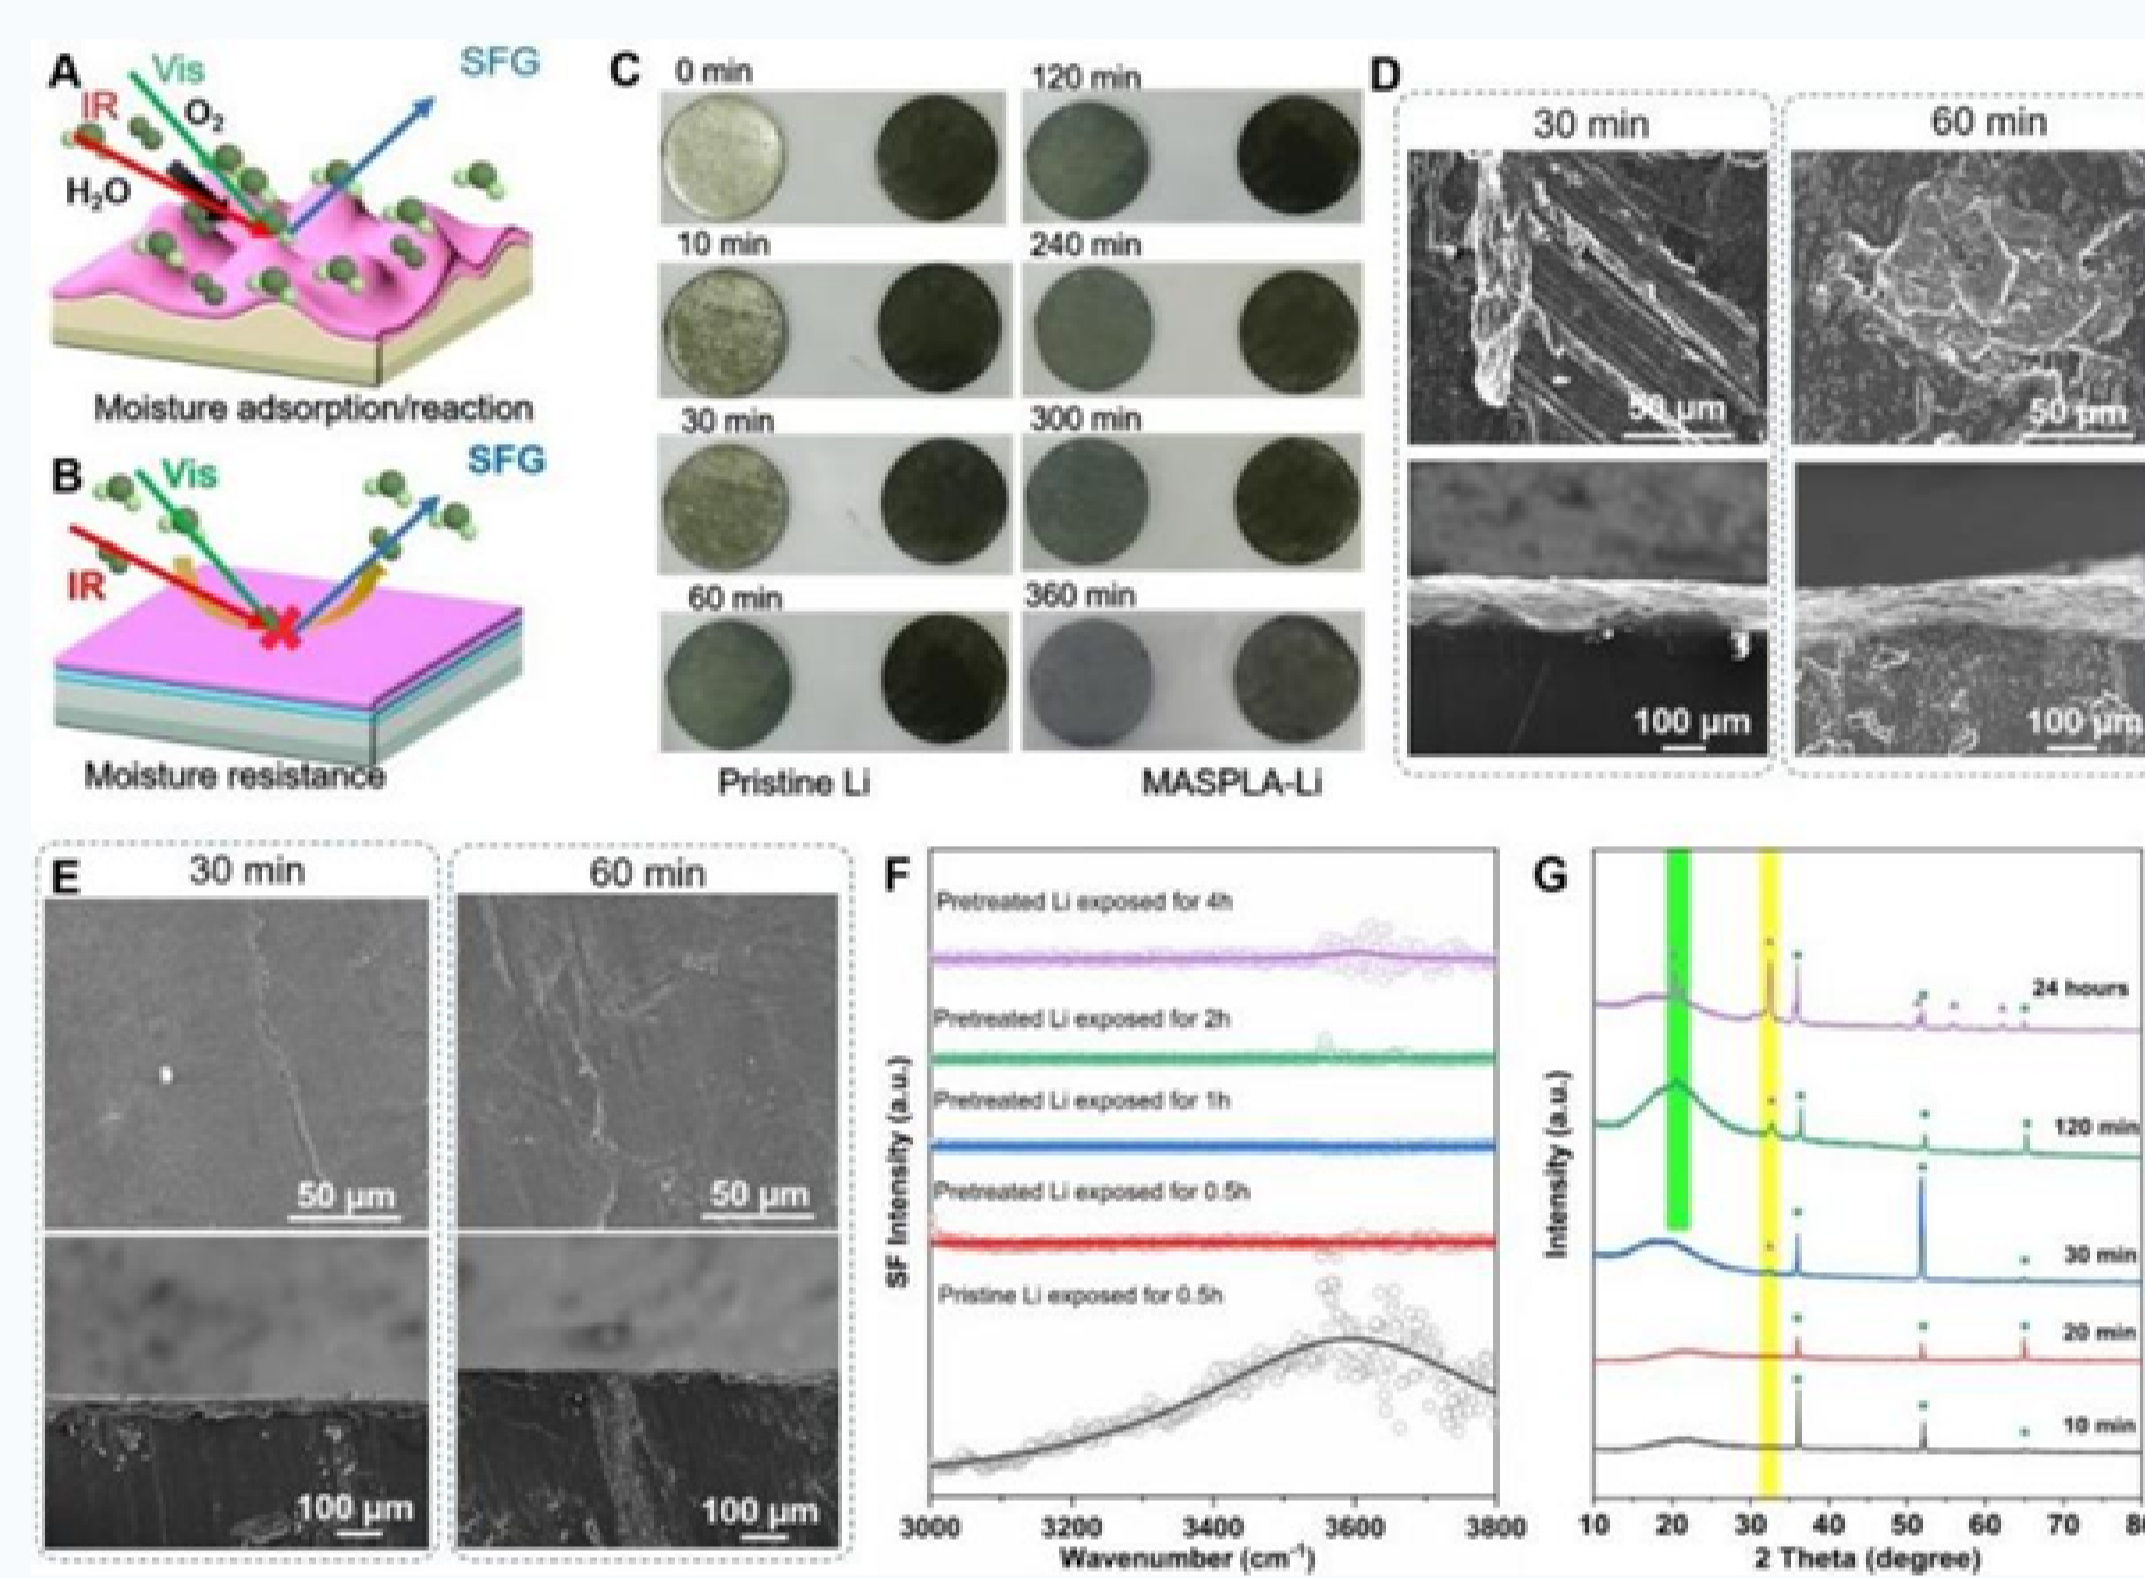 A
Vis
SFG
IR
O₂
H₂O
Moisture adsorption/reaction
B
Vis
SFG
IR
Moisture resistance
C
0 min
120 min
10 min
240 min
30 min
300 min
60 min
360 min
Pristine Li
MASPLA-Li
D
30 min
60 min
50 μm
50 μm
100 μm
100 μm
E
30 min
60 min
50 μm
50 μm
100 μm
100 μm
F
Pretreated Li exposed for 4h
Pretreated Li exposed for 2h
Pretreated Li exposed for 1h
Pretreated Li exposed for 0.5h
Pristine Li exposed for 0.5h
SF Intensity (a.u.)
3000 3200 3400 3600 3800
Wavenumber (cm⁻¹)
G
24 hours
120 min
30 min
20 min
10 min
Intensity (a.u.)
10 20 30 40 50 60 70
2 Theta (degree)